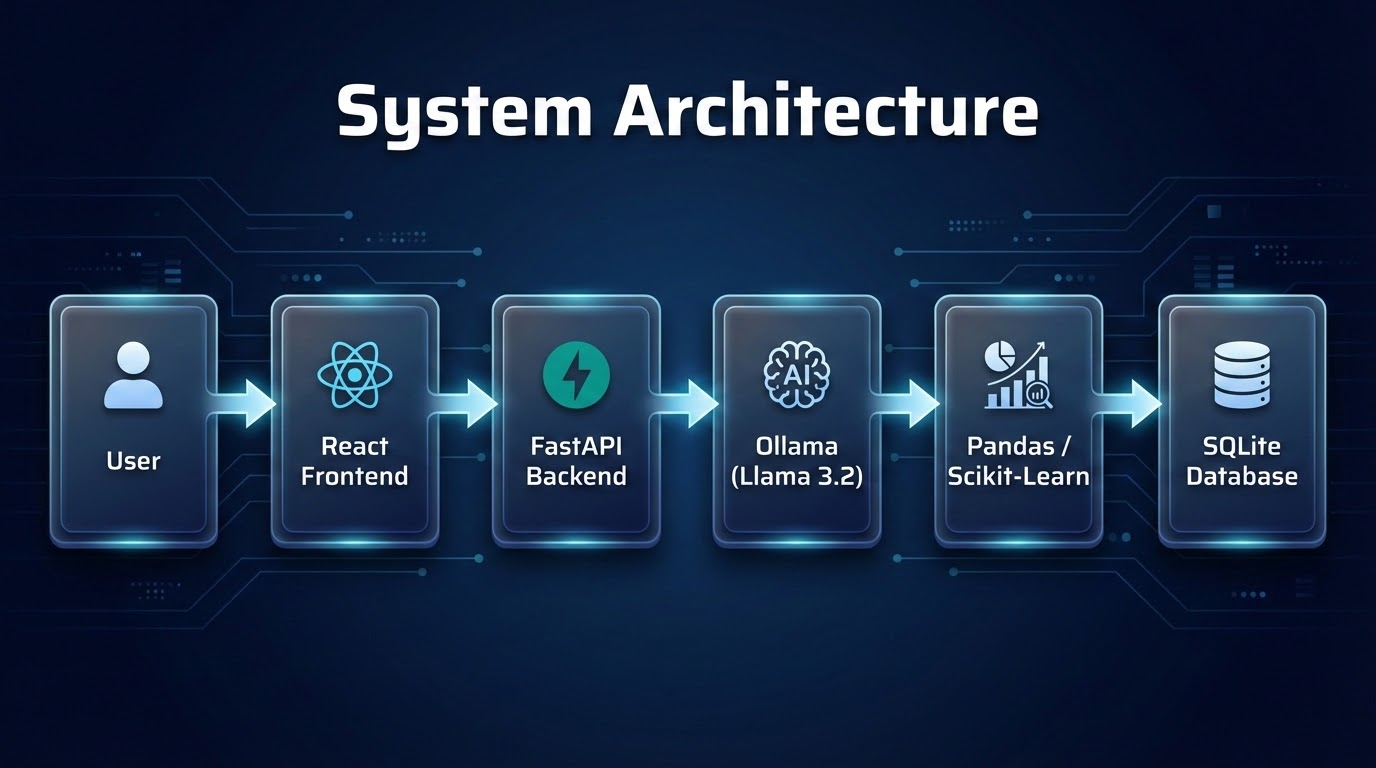 System Architecture
User
React
Frontend
FastAPI
Backend
AI
Ollama
(Llama 3.2)
Pandas /
Scikit-Learn
SQLite
Database